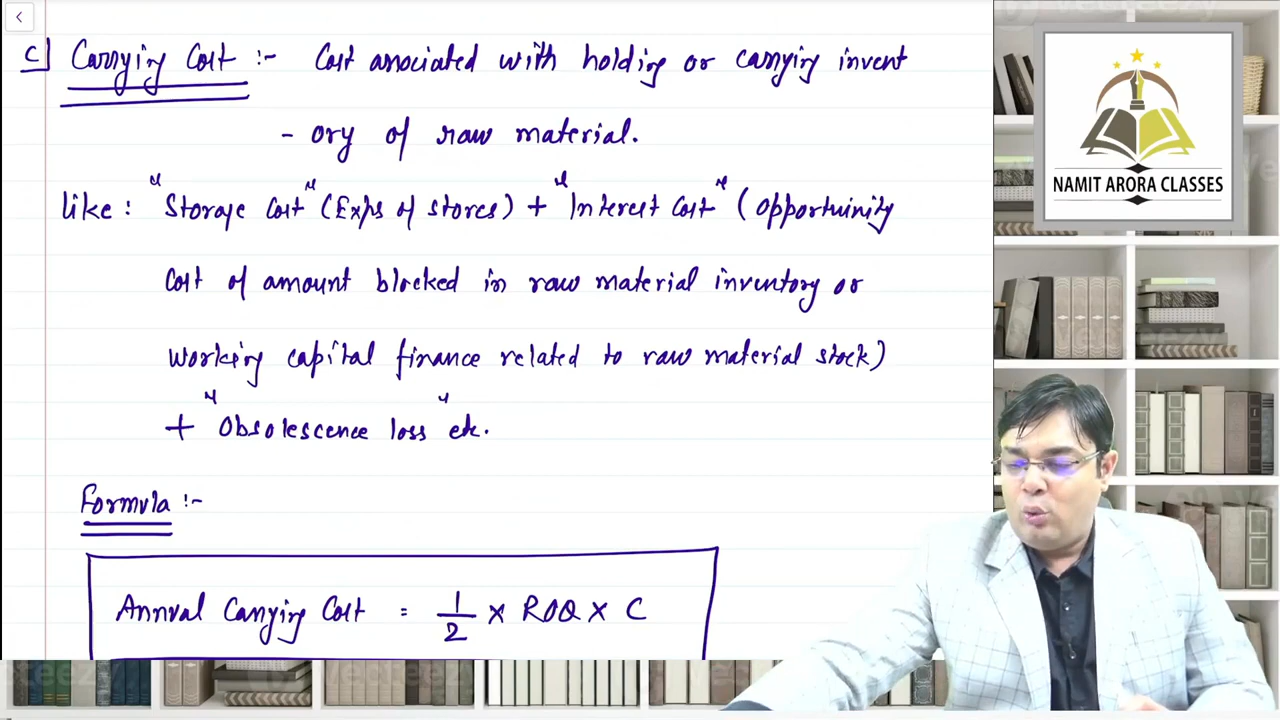 c] Carrying Cost :- Cost associated with holding or carrying invent
- ory of raw material.
like: "Storage Cost" (Exps of stores) + "Interest Cost" (opportuinity
Cost of amount blocked in raw material inventory or
working capital finance related to raw material stock)
+ "Obsolescence loss" etc.
Formula :-
Annual Carrying Cost = 1/2 × ROQ × C
NAMIT ARORA CLASSES